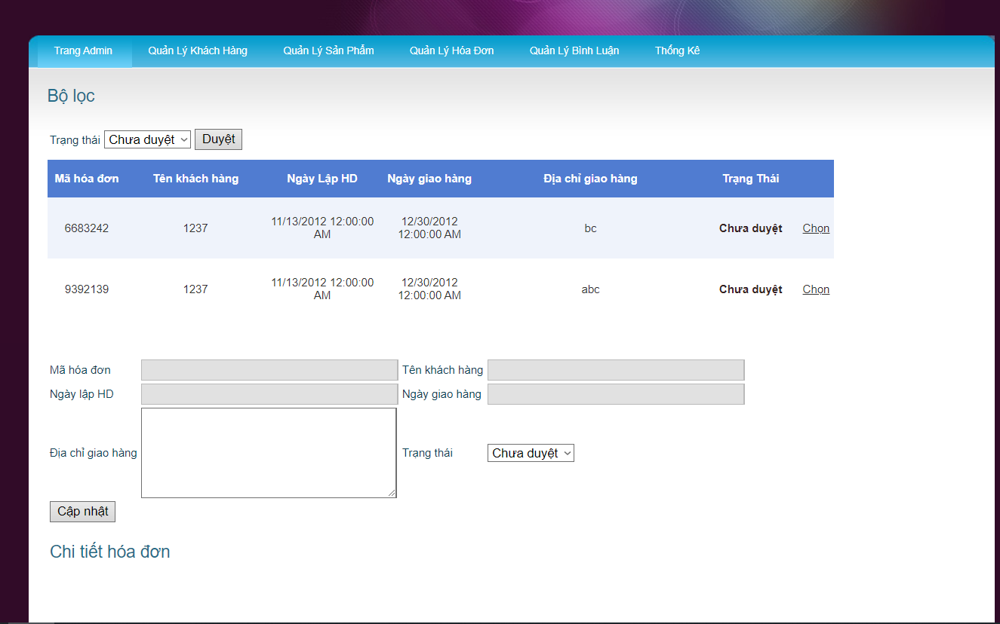 Trang Admin Quản Lý Khách Hàng Quản Lý Sản Phẩm Quản Lý Hóa Đơn Quản Lý Bình Luận Thống Kê
Bộ lọc
Trạng thái Chưa duyệt Duyệt
Mã hóa đơn Tên khách hàng Ngày Lập HD Ngày giao hàng Địa chỉ giao hàng Trạng Thái
6683242 1237 11/13/2012 12:00:00 AM 12/30/2012 12:00:00 AM bc Chưa duyệt Chọn
9392139 1237 11/13/2012 12:00:00 AM 12/30/2012 12:00:00 AM abc Chưa duyệt Chọn
Mã hóa đơn Tên khách hàng
Ngày lập HD Ngày giao hàng
Địa chỉ giao hàng Trạng thái Chưa duyệt
Cập nhật
Chi tiết hóa đơn